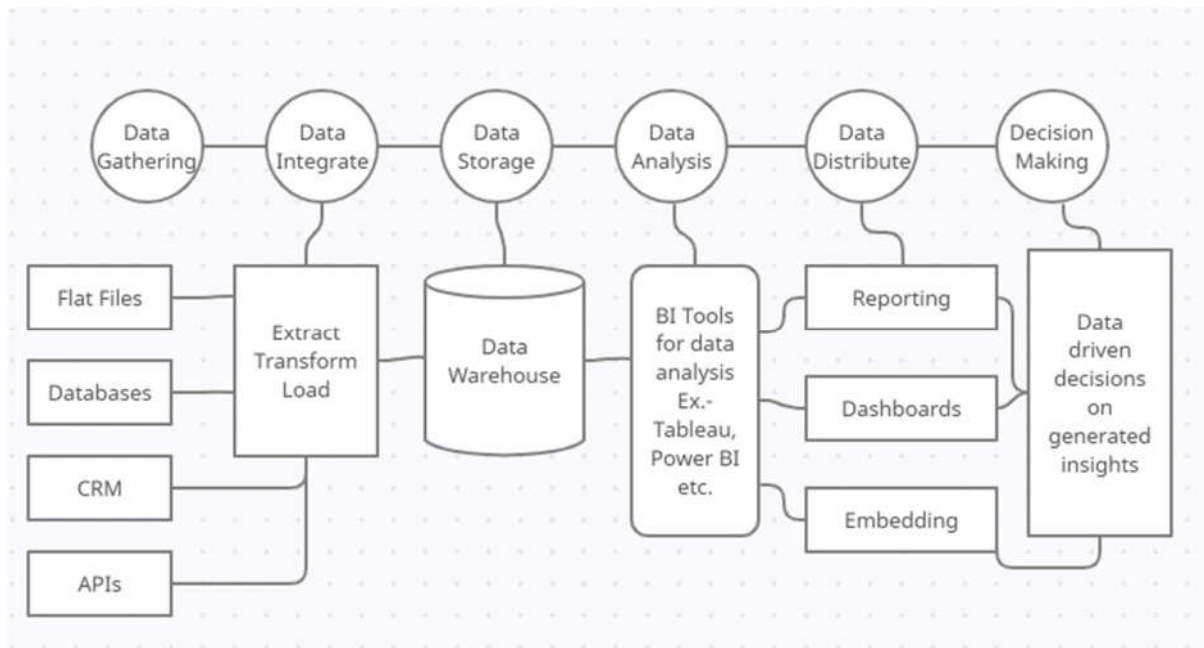 Data
Gathering
Data
Integrate
Data
Storage
Data
Analysis
Data
Distribute
Decision
Making
Flat Files
Databases
CRM
APIs
Extract
Transform
Load
Data
Warehouse
BI Tools
for data
analysis
Ex.-
Tableau,
Power BI
etc.
Reporting
Dashboards
Embedding
Data
driven
decisions
on
generated
insights